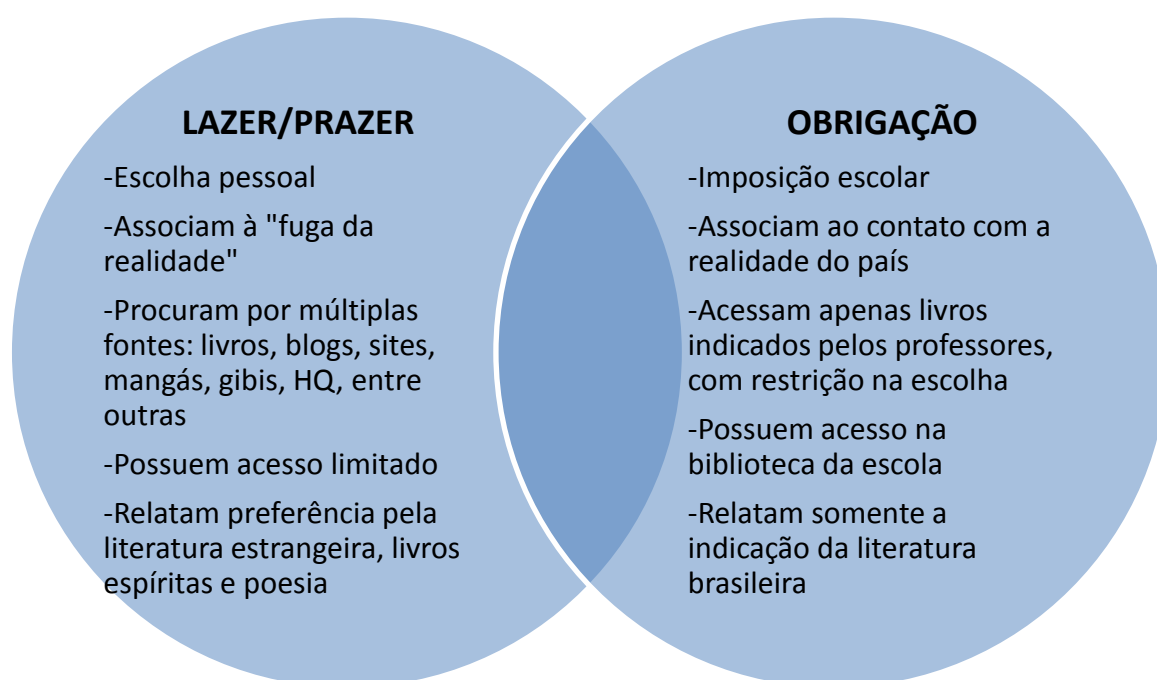 LAZER/PRAZER
-Escolha pessoal
-Associam à "fuga da
realidade"
-Procuram por múltiplas
fontes: livros, blogs, sites,
mangás, gibis, HQ, entre
outras
-Possuem acesso limitado
-Relatam preferência pela
literatura estrangeira, livros
espíritas e poesia
OBRIGAÇÃO
-Imposição escolar
-Associam ao contato com a
realidade do país
-Acessam apenas livros
indicados pelos professores,
com restrição na escolha
-Possuem acesso na
biblioteca da escola
-Relatam somente a
indicação da literatura
brasileira